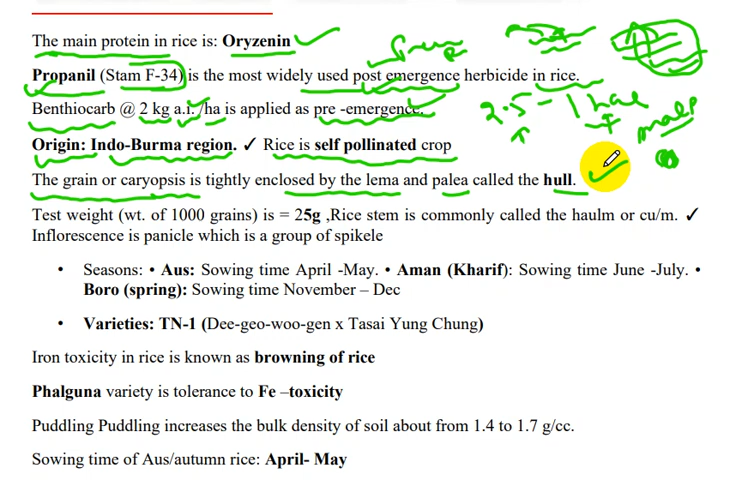 The main protein in rice is: Oryzenin
Propanil (Stam F-34) is the most widely used post emergence herbicide in rice.
Benthiocarb @ 2 kg a.i. /ha is applied as pre -emergence.
2.5 – 1 ha
Origin: Indo-Burma region. ✓ Rice is self pollinated crop
The grain or caryopsis is tightly enclosed by the lema and palea called the hull.
Test weight (wt. of 1000 grains) is = 25g ,Rice stem is commonly called the haulm or cu/m. ✓
Inflorescence is panicle which is a group of spikele
• Seasons: • Aus: Sowing time April -May. • Aman (Kharif): Sowing time June -July. •
Boro (spring): Sowing time November – Dec
• Varieties: TN-1 (Dee-geo-woo-gen x Tasai Yung Chung)
Iron toxicity in rice is known as browning of rice
Phalguna variety is tolerance to Fe –toxicity
Puddling Puddling increases the bulk density of soil about from 1.4 to 1.7 g/cc.
Sowing time of Aus/autumn rice: April- May